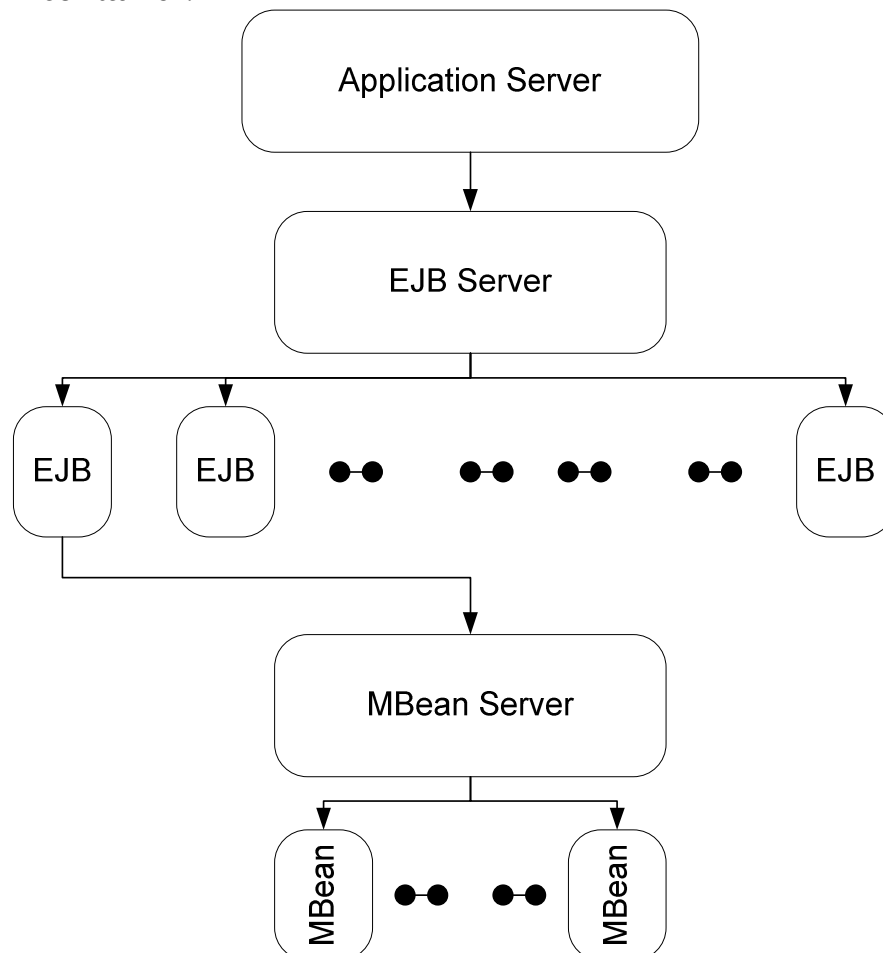 Application Server
EJB Server
EJB
EJB
EJB
MBean Server
MBean
MBean